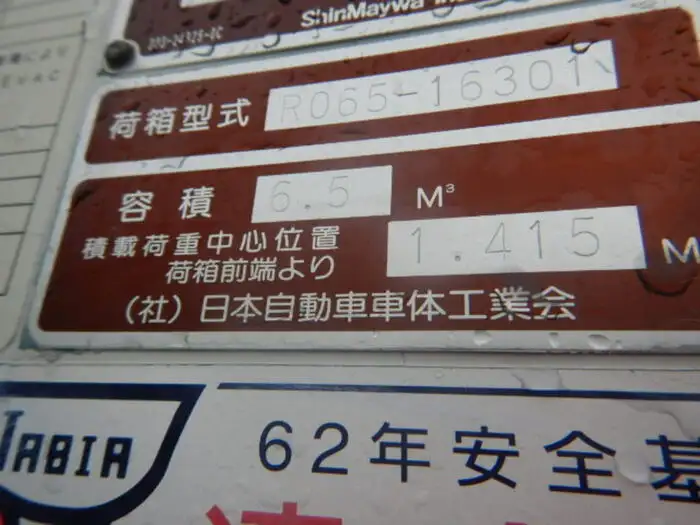 ShinMaywa In
荷箱型式 R065-16301
容積 6.5 M³
積載荷重中心位置
荷箱前端より 1.415 M
（社）日本自動車車体工業会
JABIA 62年安全基